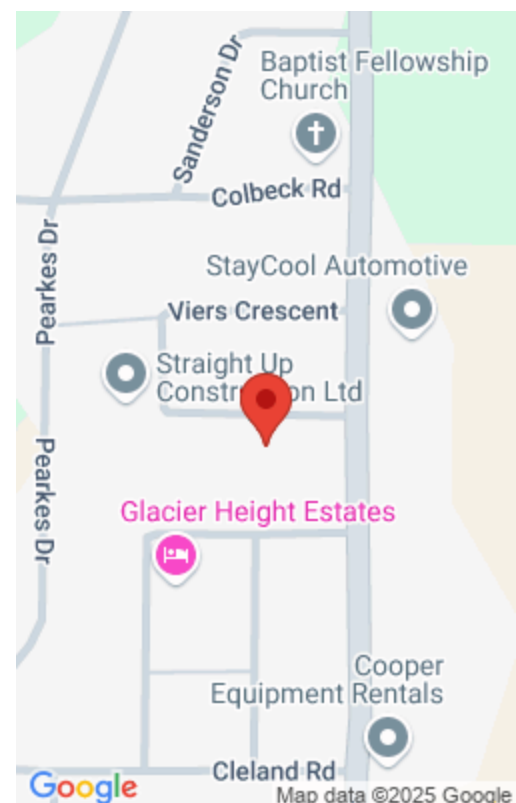 Sanderson Dr
Baptist Fellowship
Church
Colbeck Rd
Pearkes Dr
StayCool Automotive
Viers Crescent
Straight Up
Construction Ltd
Pearkes Dr
Glacier Height Estates
Cooper
Equipment Rentals
Cleland Rd
Google
Map data ©2025 Google